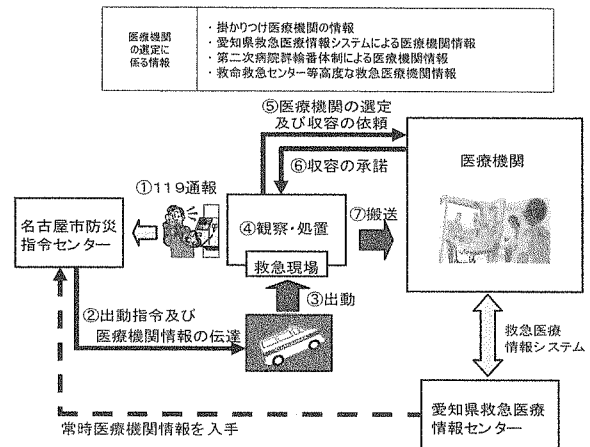 医療機関
の選定に
係る情報
・掛かりつけ医療機関の情報
・愛知県救急医療情報システムによる医療機関情報
・第二次病院群輪番体制による医療機関情報
・救命救急センター等高度な救急医療機関情報
⑤医療機関の選定
及び収容の依頼
⑥収容の承諾
医療機関
①119通報
名古屋市防災
指令センター
④観察・処置
⑦搬送
救急現場
③出動
②出動指令及び
医療機関情報の伝達
救急医療
情報システム
常時医療機関情報を入手
愛知県救急医療
情報センター